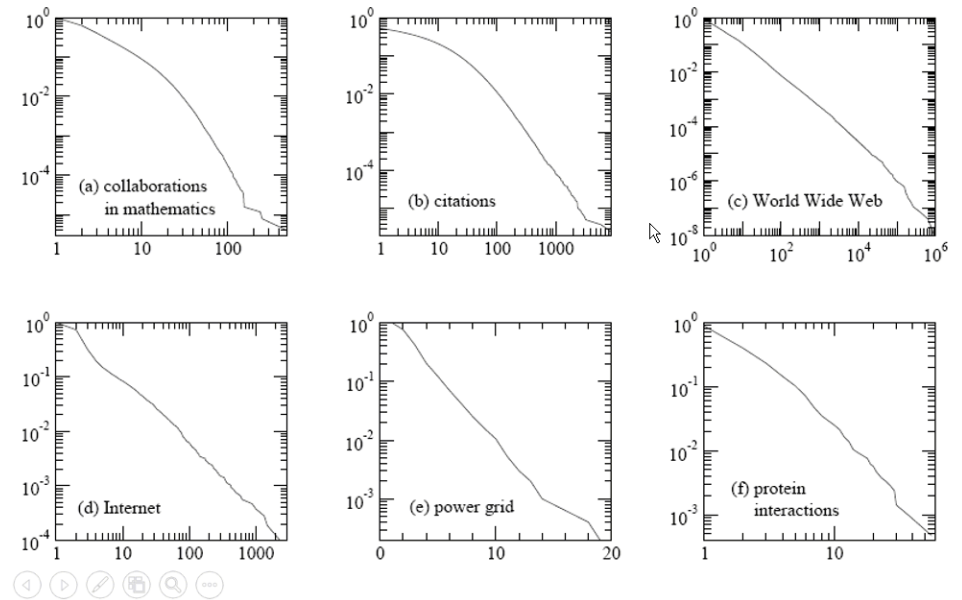 10^0
10^-2
10^-4
1 10 100
(a) collaborations
in mathematics
10^0
10^-2
10^-4
1 10 100 1000
(b) citations
10^0
10^-2
10^-4
10^-6
10^-8
10^0 10^2 10^4 10^6
(c) World Wide Web
10^0
10^-1
10^-2
10^-3
10^-4
1 10 100 1000
(d) Internet
10^0
10^-1
10^-2
10^-3
0 10 20
(e) power grid
10^0
10^-1
10^-2
10^-3
1 10
(f) protein
interactions